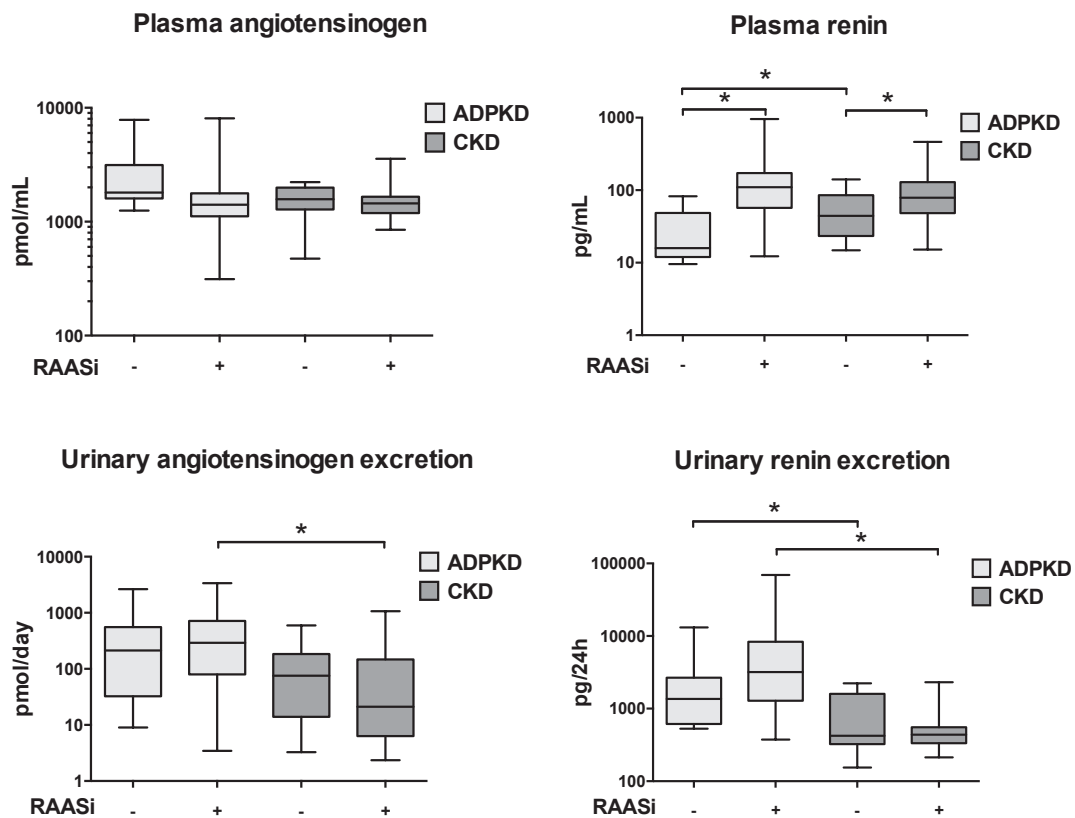 Plasma angiotensinogen
10000
1000
100
pmol/mL
ADPKD
CKD
RAASi - + - +
Plasma renin
* * *
1000
100
10
1
pg/mL
ADPKD
CKD
RAASi - + - +
Urinary angiotensinogen excretion
*
10000
1000
100
10
1
pmol/day
ADPKD
CKD
RAASi - + - +
Urinary renin excretion
* *
100000
10000
1000
100
pg/24h
ADPKD
CKD
RAASi - + - +